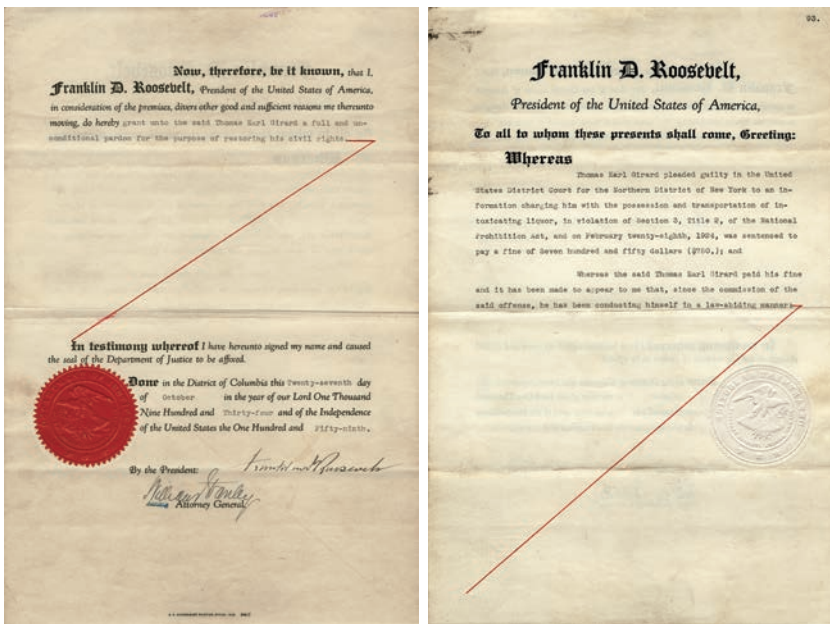 Now, therefore, be it known, that I,
Franklin D. Roosevelt, President of the United States of America,
in consideration of the premises, divers other good and sufficient reasons me thereunto
moving, do hereby grant unto the said Thomas Earl Girard a full and un-
conditional pardon for the purpose of restoring his civil rights.
In testimony whereof I have hereunto signed my name and caused
the seal of the Department of Justice to be affixed.
Done in the District of Columbia this Twenty-seventh day
of October in the year of our Lord One Thousand
Nine Hundred and Thirty-four and of the Independence
of the United States the One Hundred and Fifty-ninth.
By the President: Franklin D Roosevelt
William Stanley
Attorney General.
93.
Franklin D. Roosevelt,
President of the United States of America,
To all to whom these presents shall come, Greeting:
Whereas
Thomas Earl Girard pleaded guilty in the United
States District Court for the Northern District of New York to an in-
formation charging him with the possession and transportation of in-
toxicating liquor, in violation of Section 3, Title 2, of the National
Prohibition Act, and on February twenty-eighth, 1924, was sentenced to
pay a fine of Seven hundred and fifty dollars ($750.); and
Whereas the said Thomas Earl Girard paid his fine
and it has been made to appear to me that, since the commission of the
said offense, he has been conducting himself in a law-abiding manner: